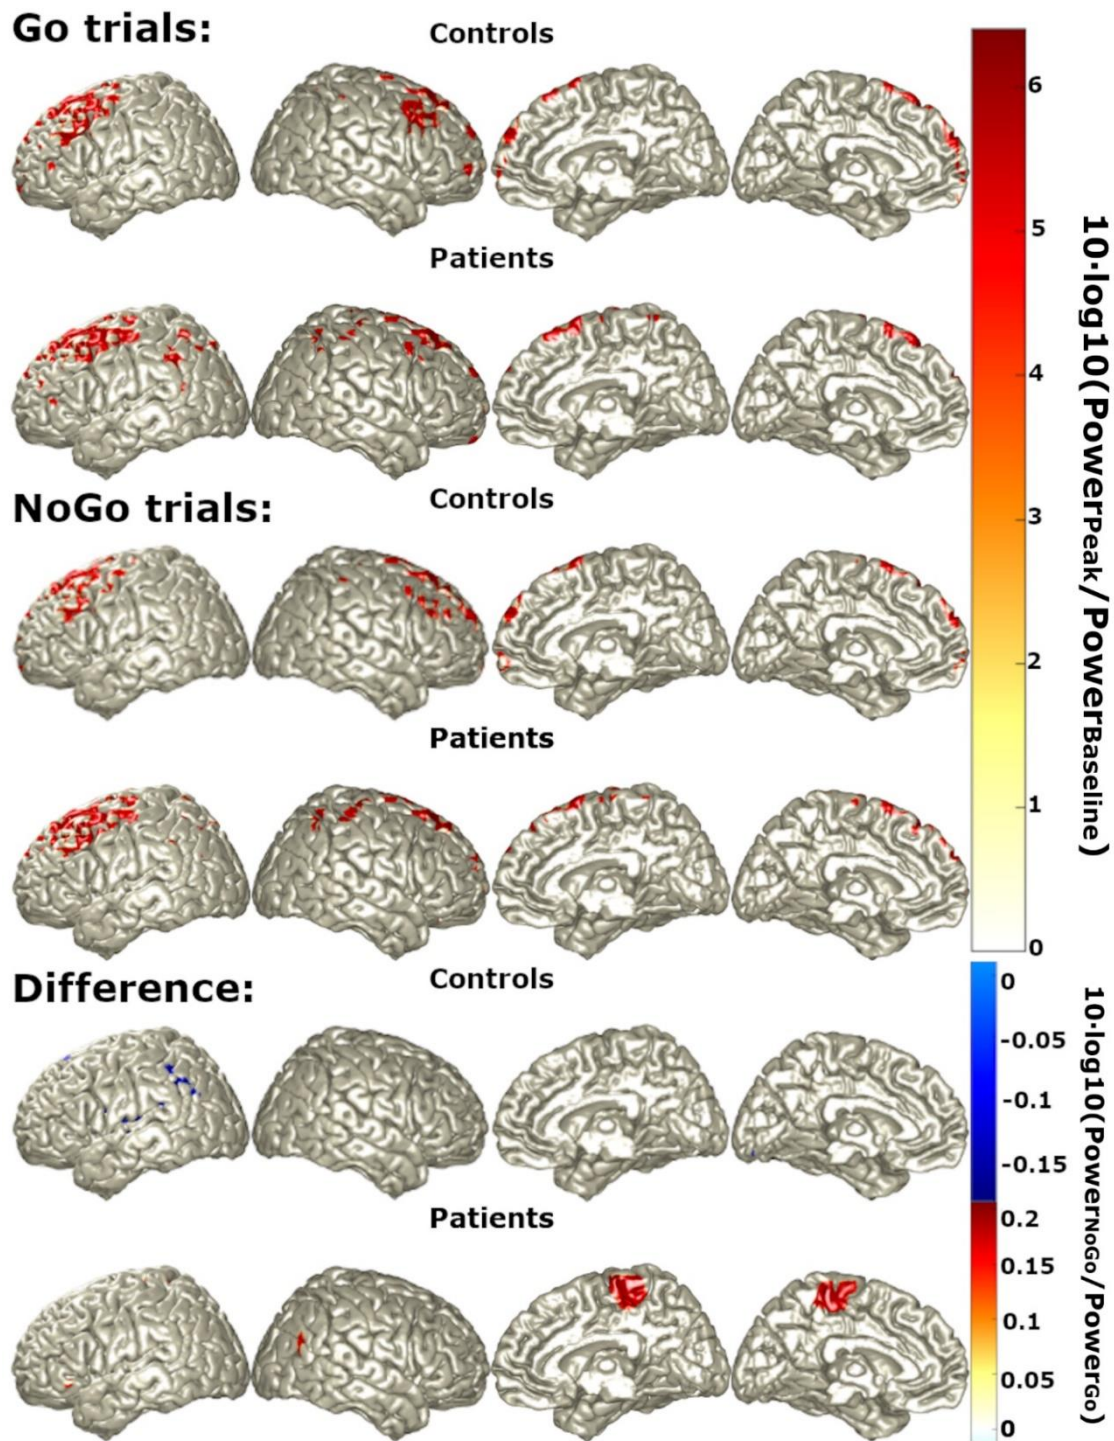 Go trials:
Controls
Patients
NoGo trials:
Controls
Patients
Difference:
Controls
Patients
6
5
4
3
2
1
0
10·log10(PowerPeak/PowerBaseline)
0
-0.05
-0.1
-0.15
0.2
0.15
0.1
0.05
0
10·log10(PowerNoGo/PowerGo)